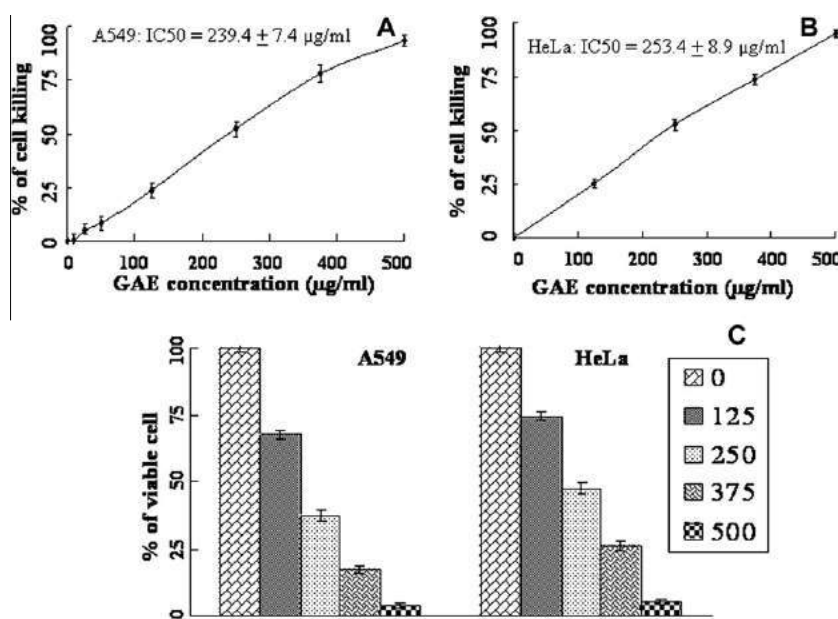 A
A549: IC50 = 239.4 ± 7.4 µg/ml
% of cell killing
100
75
50
25
0
0 100 200 300 400 500
GAE concentration (µg/ml)
B
HeLa: IC50 = 253.4 ± 8.9 µg/ml
% of cell killing
100
75
50
25
0
0 100 200 300 400 500
GAE concentration (µg/ml)
C
A549
HeLa
% of viable cell
100
75
50
25
0
0
125
250
375
500